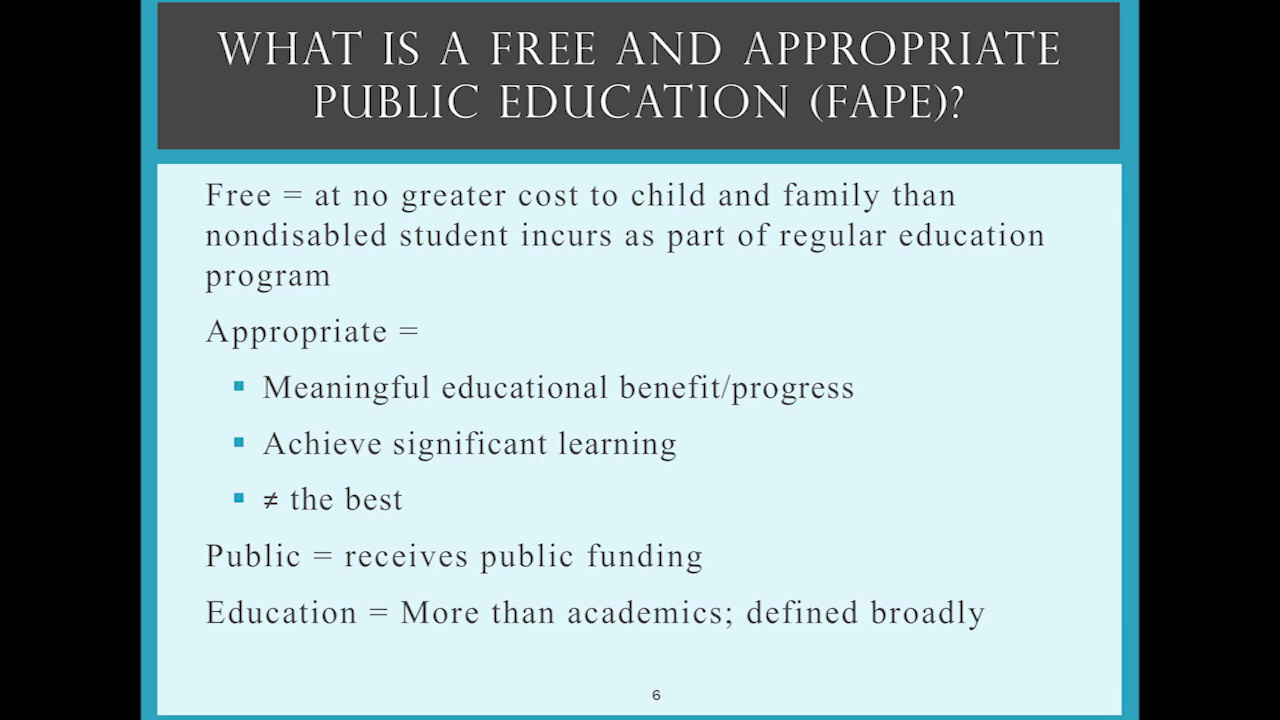 WHAT IS A FREE AND APPROPRIATE
PUBLIC EDUCATION (FAPE)?
Free = at no greater cost to child and family than
nondisabled student incurs as part of regular education
program
Appropriate =
▪ Meaningful educational benefit/progress
▪ Achieve significant learning
▪ ≠ the best
Public = receives public funding
Education = More than academics; defined broadly
6